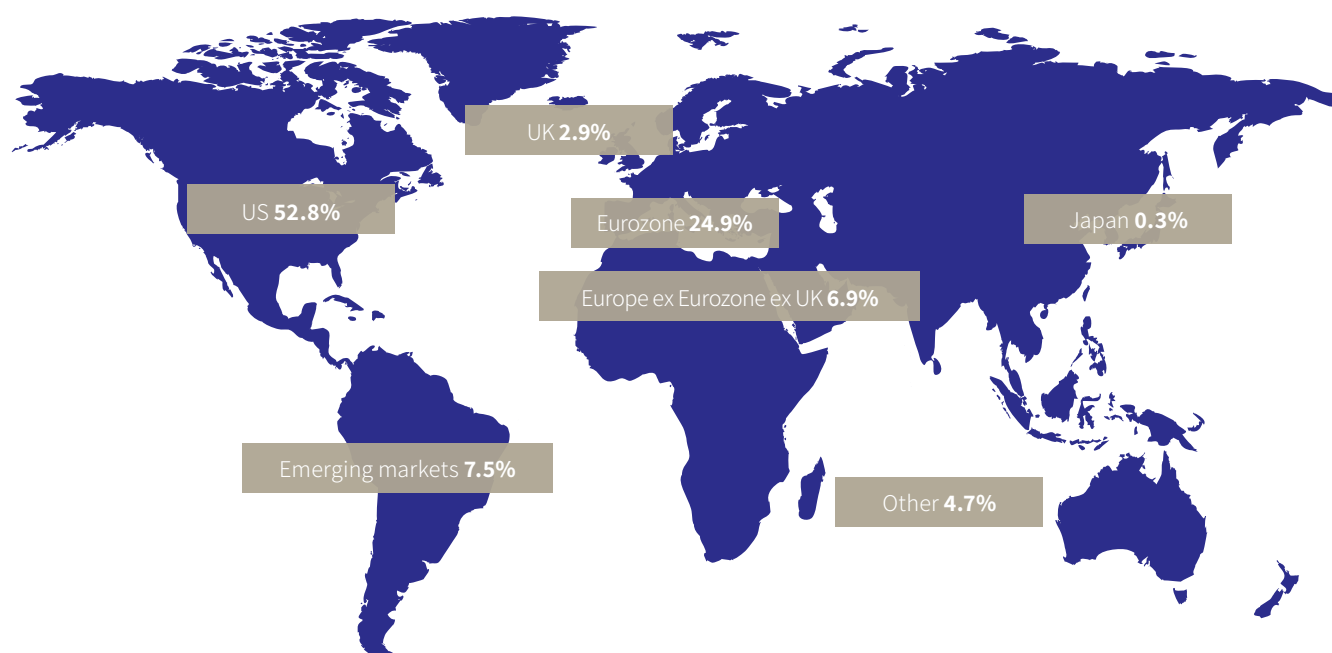 UK 2.9%
US 52.8%
Eurozone 24.9%
Japan 0.3%
Europe ex Eurozone ex UK 6.9%
Emerging markets 7.5%
Other 4.7%